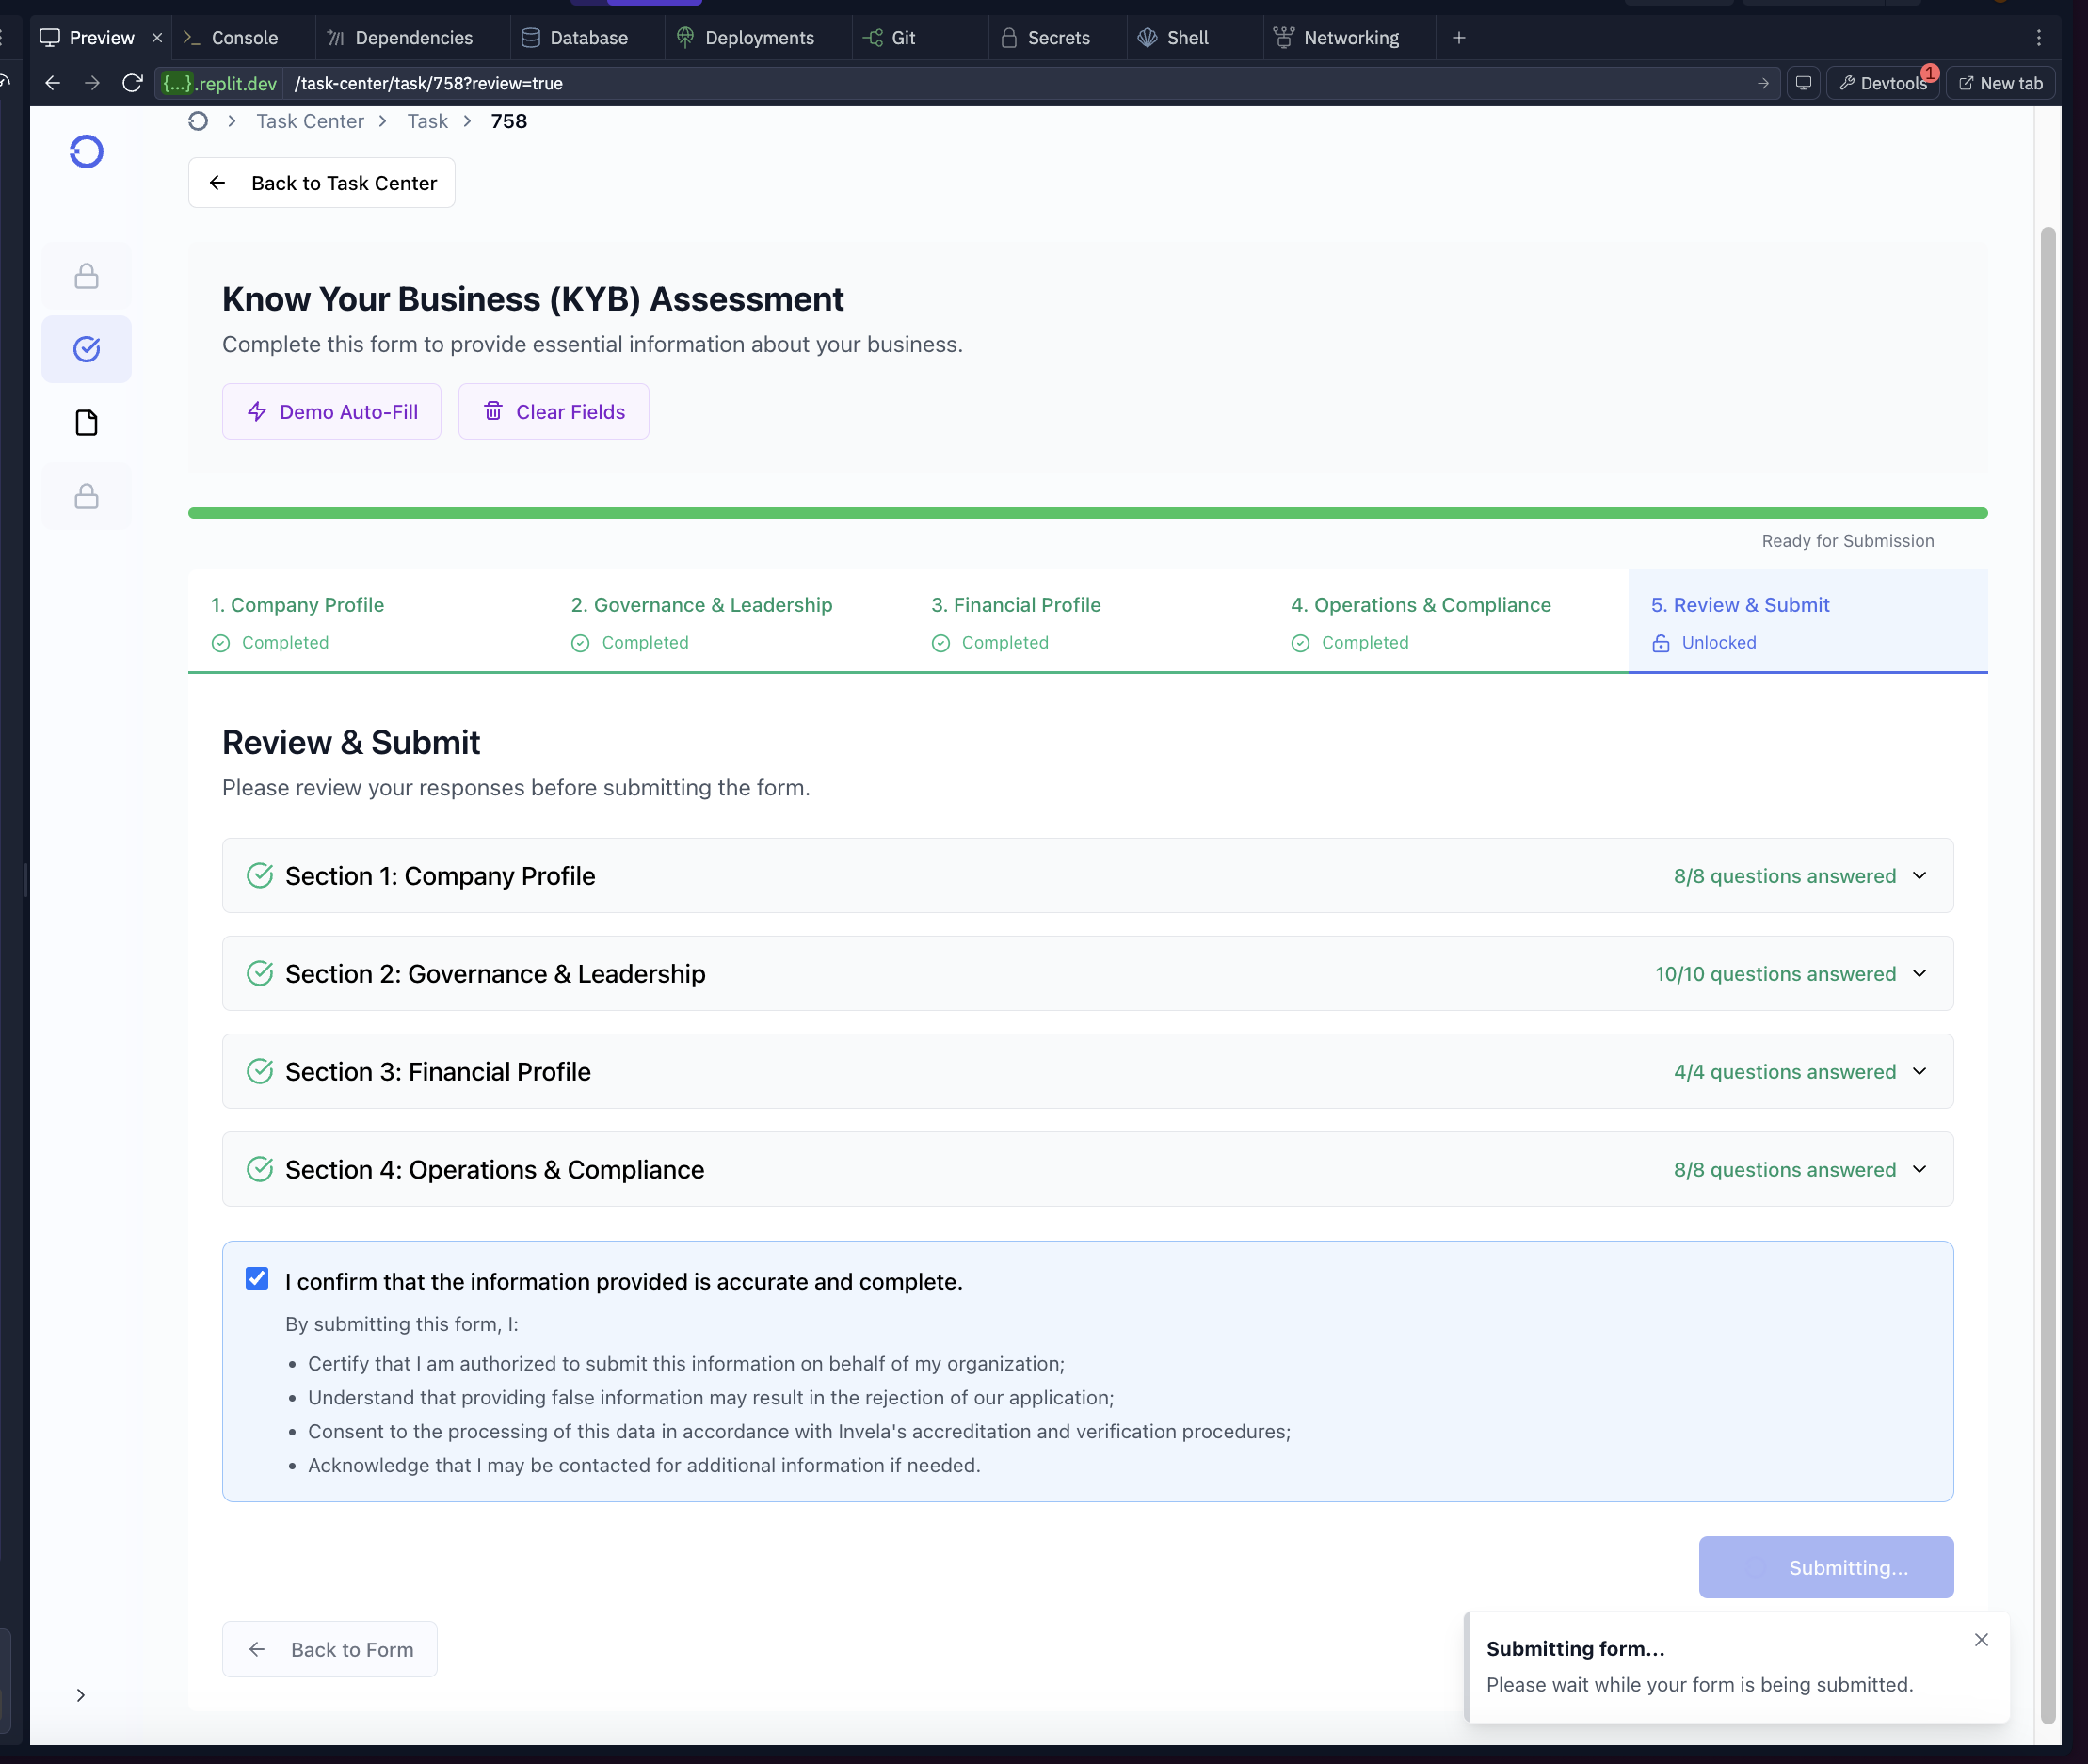 Preview
Console
Dependencies
Database
Deployments
Git
Secrets
Shell
Networking
{...}.replit.dev
/task-center/task/758?review=true
Devtools
1
New tab
Task Center
Task
758
Back to Task Center
Know Your Business (KYB) Assessment
Complete this form to provide essential information about your business.
Demo Auto-Fill
Clear Fields
Ready for Submission
1. Company Profile
Completed
2. Governance & Leadership
Completed
3. Financial Profile
Completed
4. Operations & Compliance
Completed
5. Review & Submit
Unlocked
Review & Submit
Please review your responses before submitting the form.
Section 1: Company Profile
8/8 questions answered
Section 2: Governance & Leadership
10/10 questions answered
Section 3: Financial Profile
4/4 questions answered
Section 4: Operations & Compliance
8/8 questions answered
I confirm that the information provided is accurate and complete.
By submitting this form, I:
• Certify that I am authorized to submit this information on behalf of my organization;
• Understand that providing false information may result in the rejection of our application;
• Consent to the processing of this data in accordance with Invela's accreditation and verification procedures;
• Acknowledge that I may be contacted for additional information if needed.
Submitting...
Back to Form
Submitting form...
Please wait while your form is being submitted.